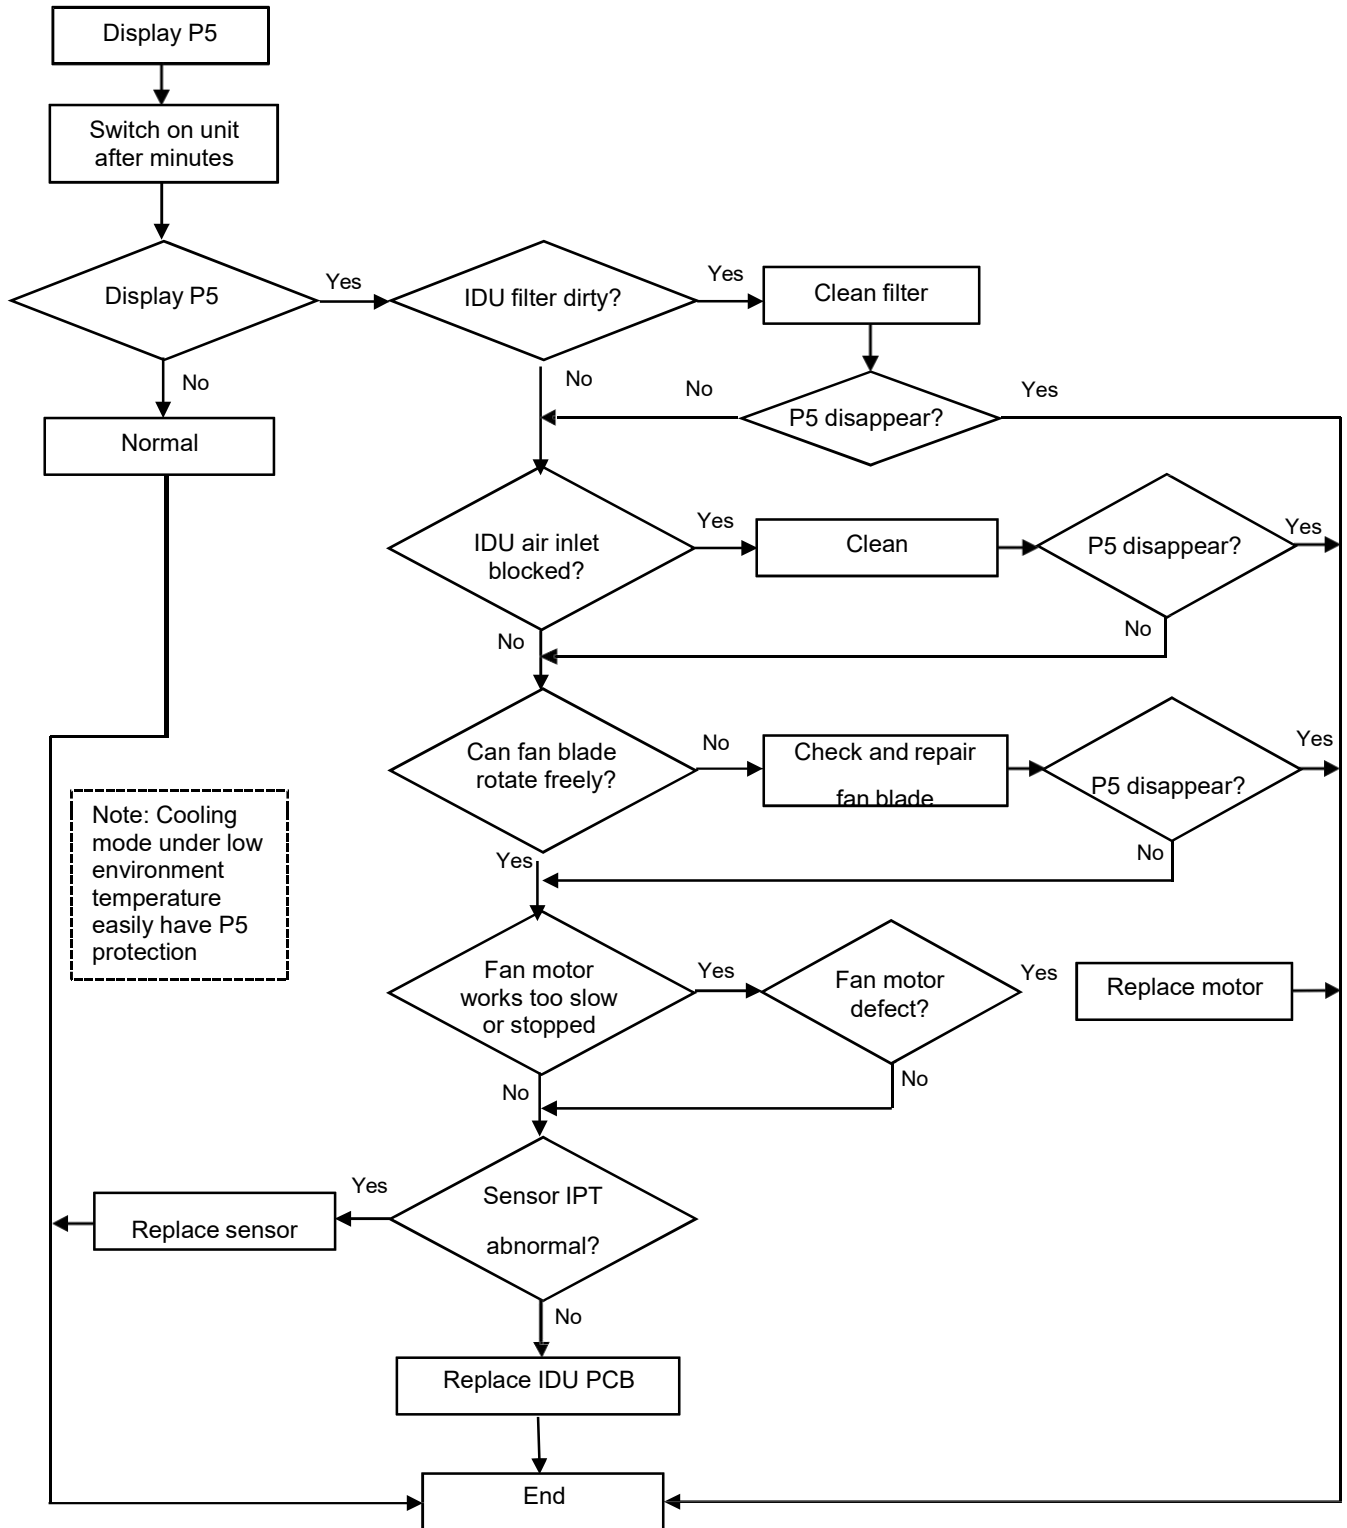 Display P5
Switch on unit
after minutes
Display P5
Yes
IDU filter dirty?
Yes
Clean filter
No
No
No
P5 disappear?
Yes
Normal
IDU air inlet
blocked?
Yes
Clean
P5 disappear?
Yes
No
No
Can fan blade
rotate freely?
No
Check and repair
fan blade
P5 disappear?
Yes
Yes
No
Note: Cooling
mode under low
environment
temperature
easily have P5
protection
Fan motor
works too slow
or stopped
Yes
Fan motor
defect?
Yes
Replace motor
No
No
Yes
Sensor IPT
abnormal?
Replace sensor
No
Replace IDU PCB
End